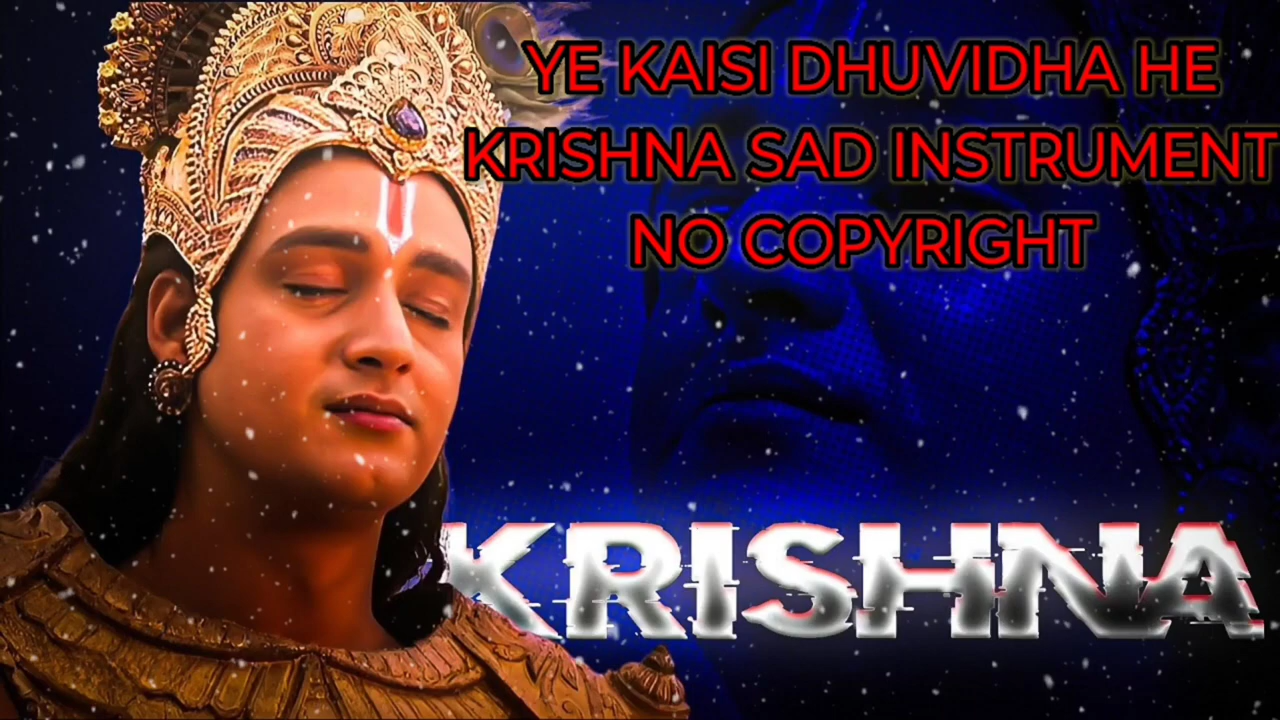 YE KAISI DHUVIDHA HE
KRISHNA SAD INSTRUMENT
NO COPYRIGHT
KRISHNA